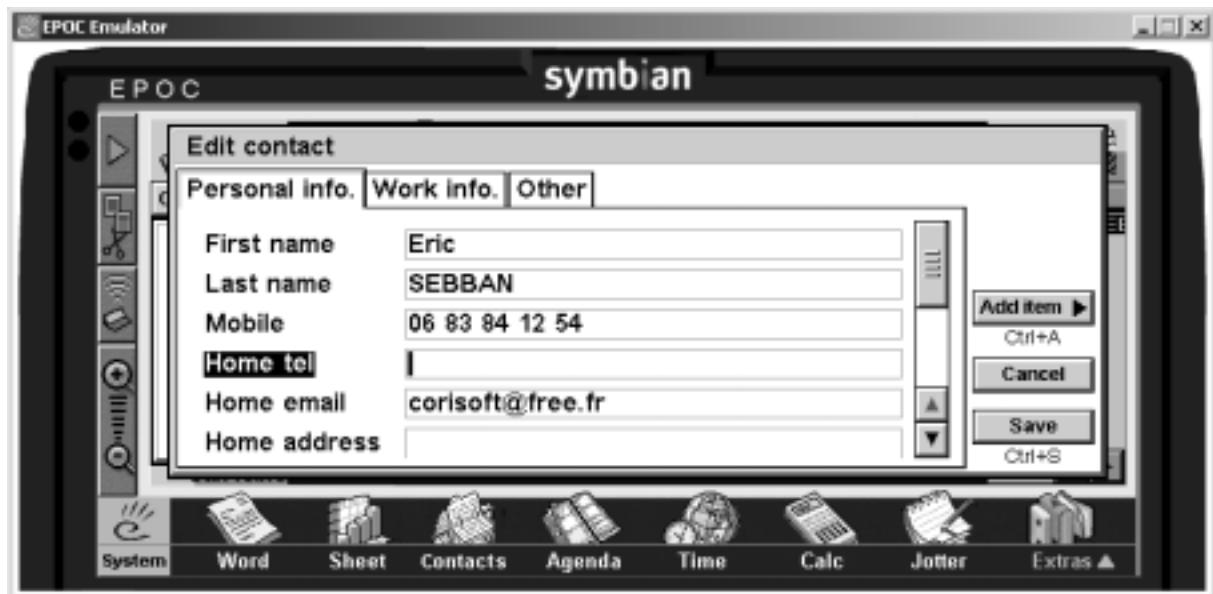 EPOC Emulator
symbian
EPOC
Edit contact
Personal info. Work info. Other
First name Eric
Last name SEBBAN
Mobile 06 83 84 12 54
Home tel
Home email corisoft@free.fr
Home address
Add item
Ctrl+A
Cancel
Save
Ctrl+S
System Word Sheet Contacts Agenda Time Calc Jotter Extras